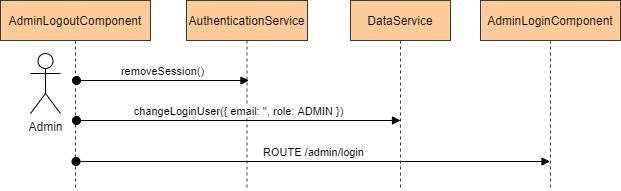 AdminLogoutComponent
AuthenticationService
DataService
AdminLoginComponent
removeSession()
Admin
changeLoginUser({ email: '', role: ADMIN })
ROUTE /admin/login